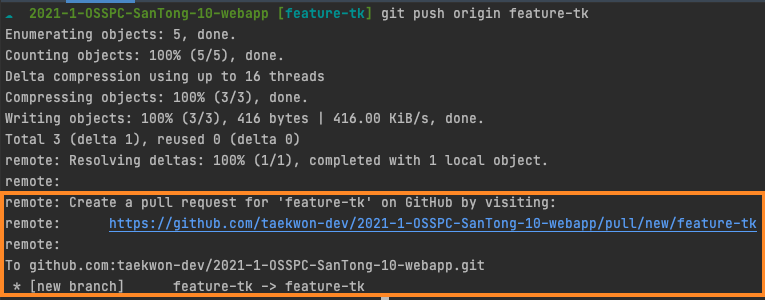 2021-1-OSSPC-SanTong-10-webapp [feature-tk] git push origin feature-tk
Enumerating objects: 5, done.
Counting objects: 100% (5/5), done.
Delta compression using up to 16 threads
Compressing objects: 100% (3/3), done.
Writing objects: 100% (3/3), 416 bytes | 416.00 KiB/s, done.
Total 3 (delta 1), reused 0 (delta 0)
remote: Resolving deltas: 100% (1/1), completed with 1 local object.
remote:
remote: Create a pull request for 'feature-tk' on GitHub by visiting:
remote:      https://github.com/taekwon-dev/2021-1-OSSPC-SanTong-10-webapp/pull/new/feature-tk
remote:
To github.com:taekwon-dev/2021-1-OSSPC-SanTong-10-webapp.git
 * [new branch]      feature-tk -> feature-tk